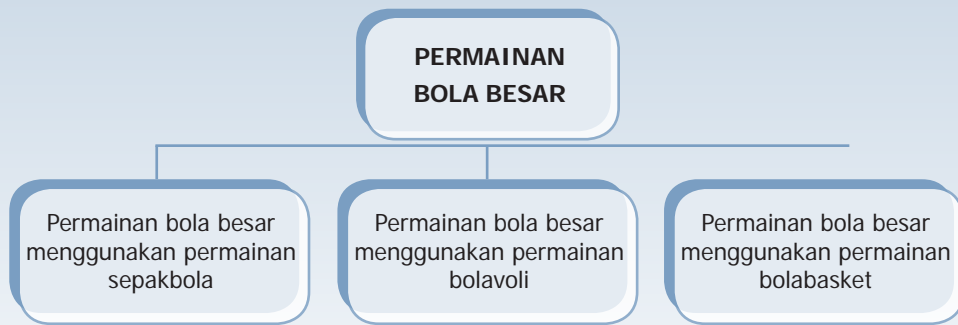 PERMAINAN
BOLA BESAR
Permainan bola besar
menggunakan permainan
sepakbola
Permainan bola besar
menggunakan permainan
bolavoli
Permainan bola besar
menggunakan permainan
bolabasket